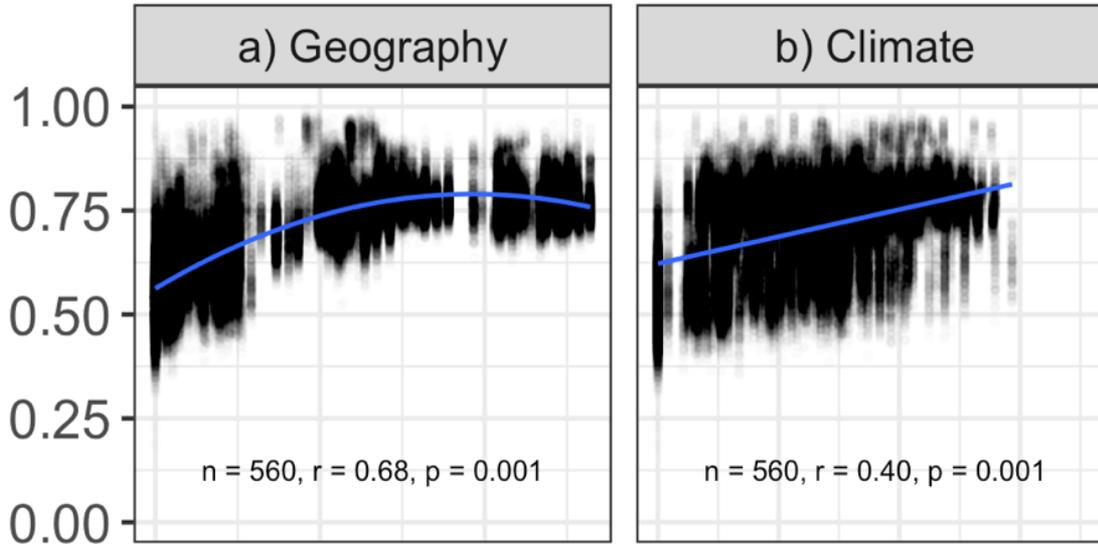 a) Geography
b) Climate
1.00
0.75
0.50
0.25
0.00
n = 560, r = 0.68, p = 0.001
n = 560, r = 0.40, p = 0.001